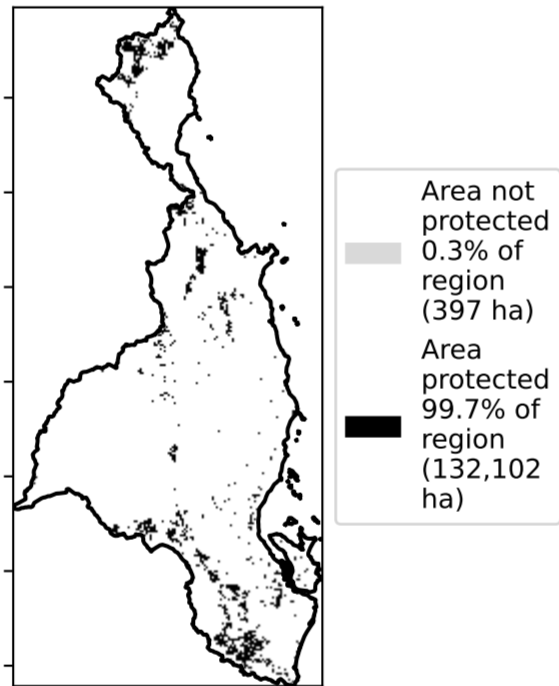 Area not
protected
0.3% of
region
(397 ha)
Area
protected
99.7% of
region
(132,102
ha)